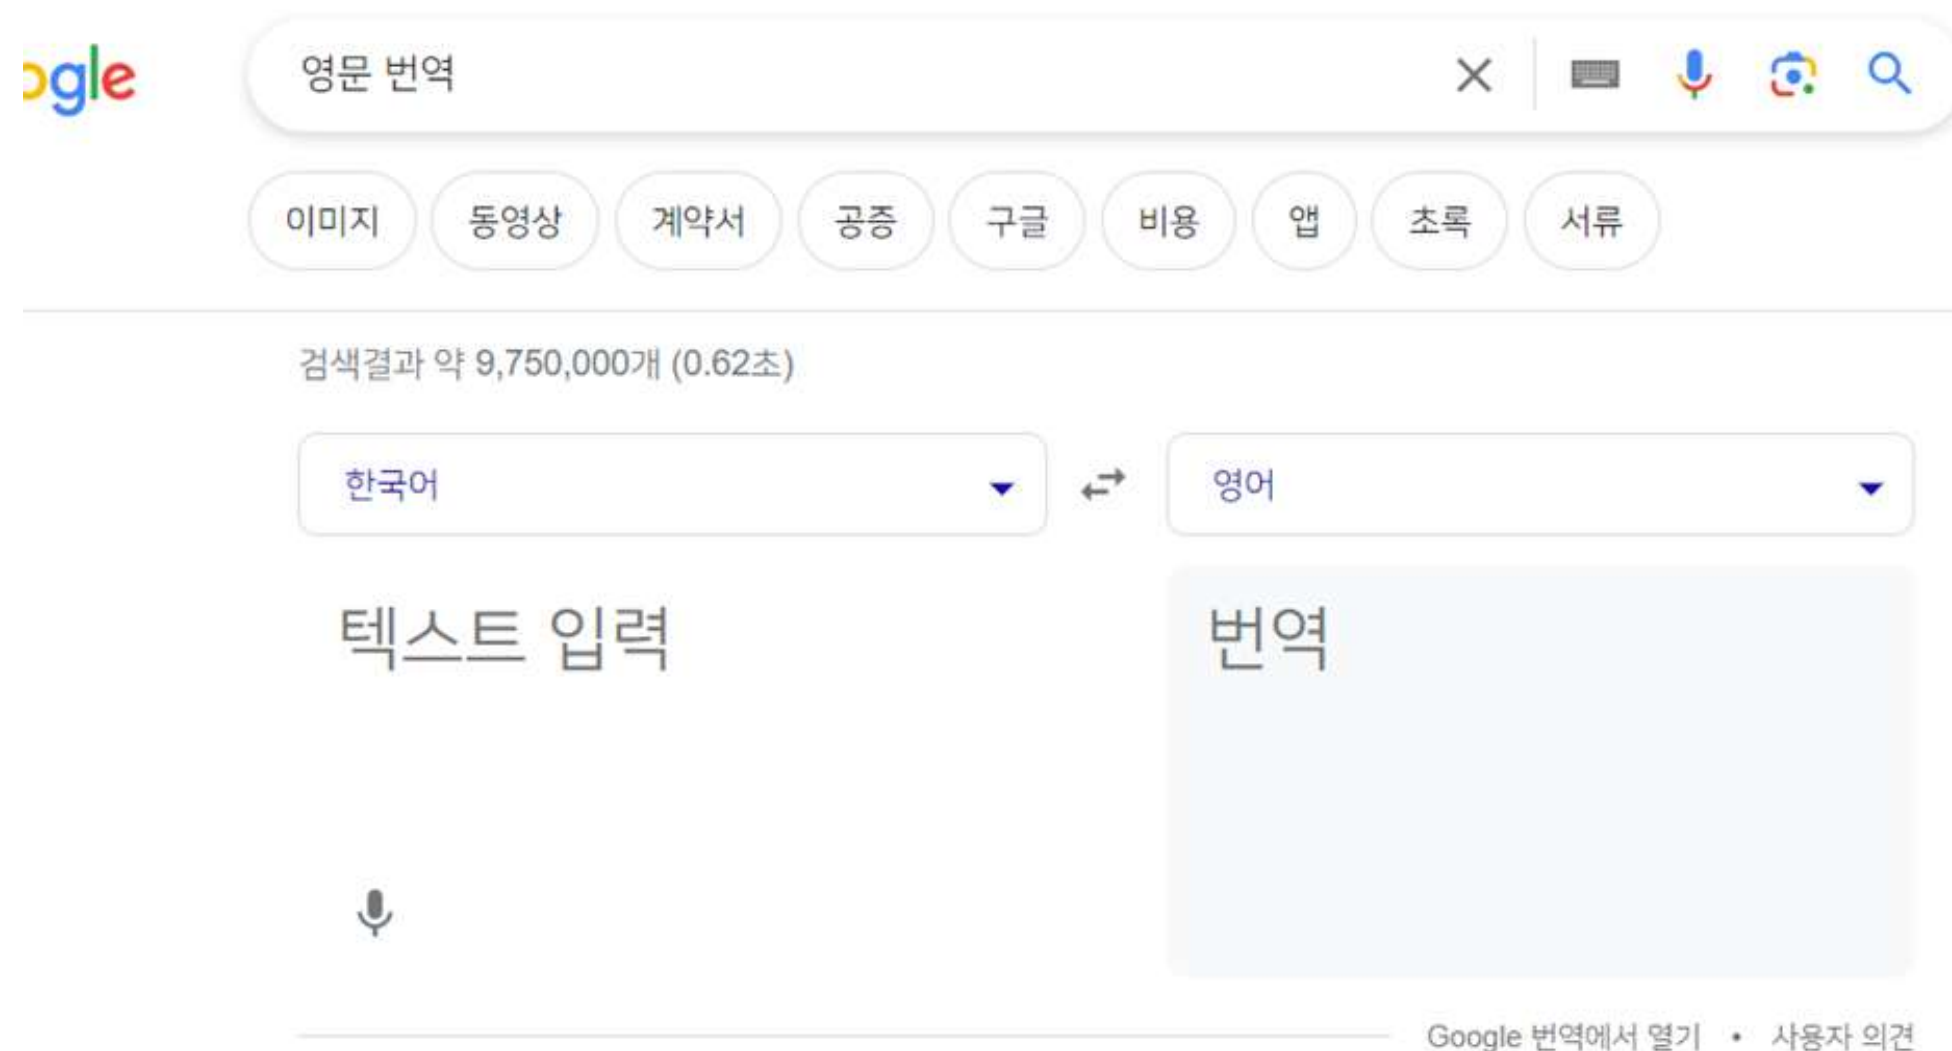 ogle
영문 번역
이미지 동영상 계약서 공증 구글 비용 앱 초록 서류
검색결과 약 9,750,000개 (0.62초)
한국어 영어
텍스트 입력 번역
Google 번역에서 열기 • 사용자 의견